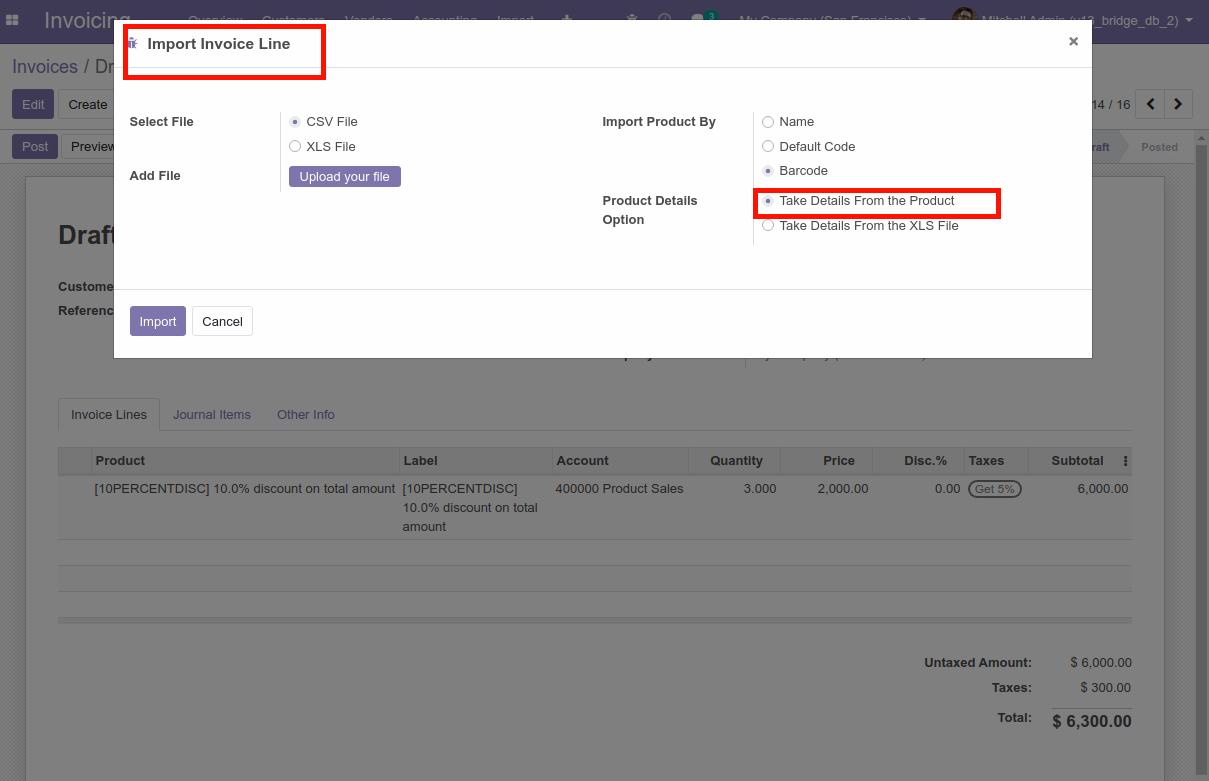 Invoicing Overview Customers Vendors Accounting Import 3 My Company (San Francisco) Mitchell Admin (v13_bridge_db_2)
Import Invoice Line ×
Invoices / Dr
Edit Create 14 / 16
Post Preview raft Posted
Select File
CSV File
XLS File
Add File Upload your file
Import Product By
Name
Default Code
Barcode
Product Details Option
Take Details From the Product
Take Details From the XLS File
Import Cancel
Draft
Custome
Referenc
Invoice Lines Journal Items Other Info
Product Label Account Quantity Price Disc.% Taxes Subtotal
[10PERCENTDISC] 10.0% discount on total amount [10PERCENTDISC] 400000 Product Sales 3.000 2,000.00 0.00 Get 5% 6,000.00
10.0% discount on total
amount
Untaxed Amount: $ 6,000.00
Taxes: $ 300.00
Total: $ 6,300.00